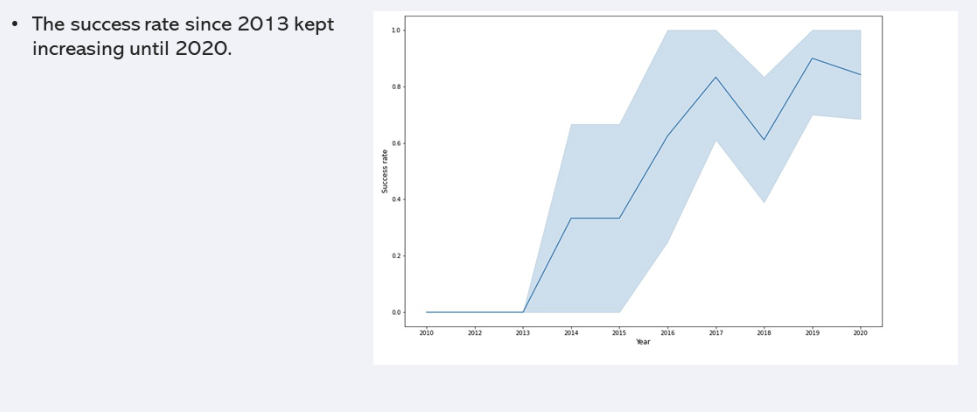 • The success rate since 2013 kept
increasing until 2020.
1.0
0.8
0.6
0.4
0.2
0.0
Success rate
2010 2012 2013 2014 2015 2016 2017 2018 2019 2020
Year